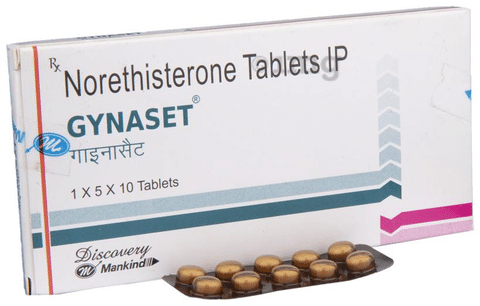 Rx Norethisterone Tablets IP
GYNASET®
गाइनासैट
1 X 5 X 10 Tablets
Discovery
M Mankind